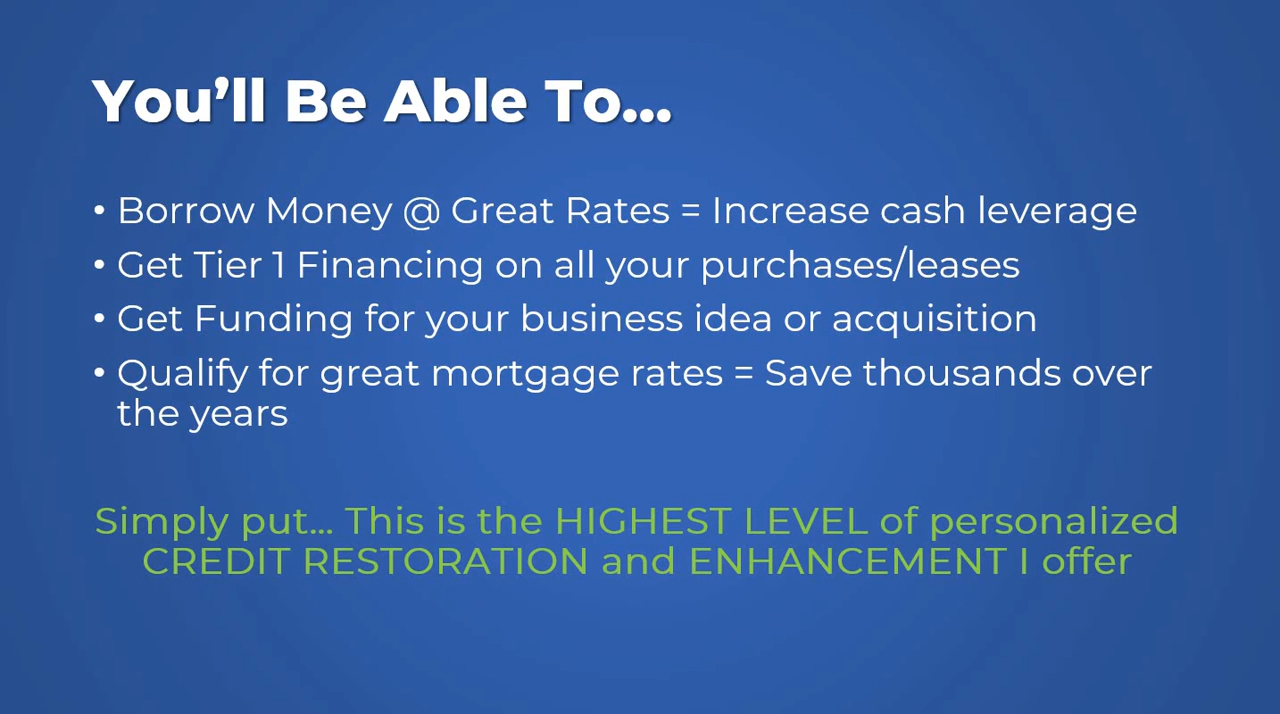 You’ll Be Able To...
• Borrow Money @ Great Rates = Increase cash leverage
• Get Tier 1 Financing on all your purchases/leases
• Get Funding for your business idea or acquisition
• Qualify for great mortgage rates = Save thousands over
the years
Simply put... This is the HIGHEST LEVEL of personalized
CREDIT RESTORATION and ENHANCEMENT I offer